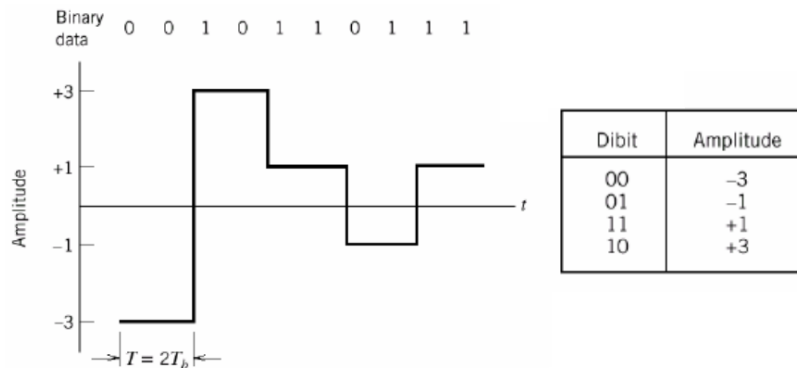 Binary data 0 0 1 0 1 1 0 1 1 1
+3
+1
−1
−3
Amplitude
t
T = 2T_b
Dibit Amplitude
00 −3
01 −1
11 +1
10 +3